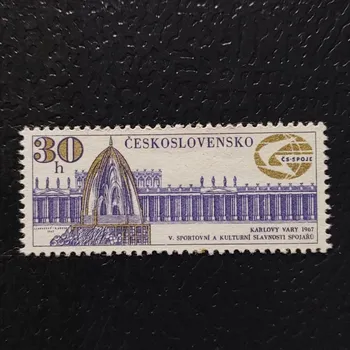 30 h
ČESKOSLOVENSKO
ČS-SPOJE
KARLOVY VARY 1967
V. SPORTOVNÍ A KULTURNÍ SLAVNOSTI SPOJAŘŮ